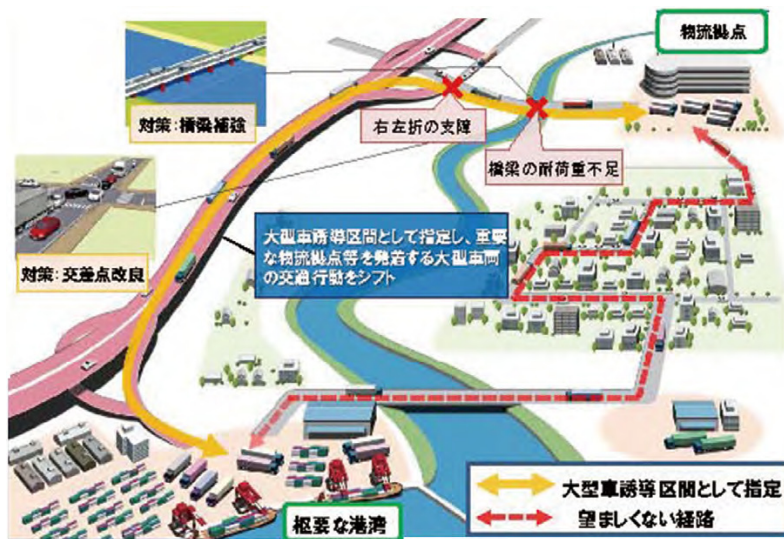 物流拠点
対策:橋梁補強
右左折の支障
橋梁の耐荷重不足
対策:交差点改良
大型車誘導区間として指定し、重要
な物流拠点等を発着する大型車両
の交通行動をシフト
大型車誘導区間として指定
望ましくない経路
枢要な港湾